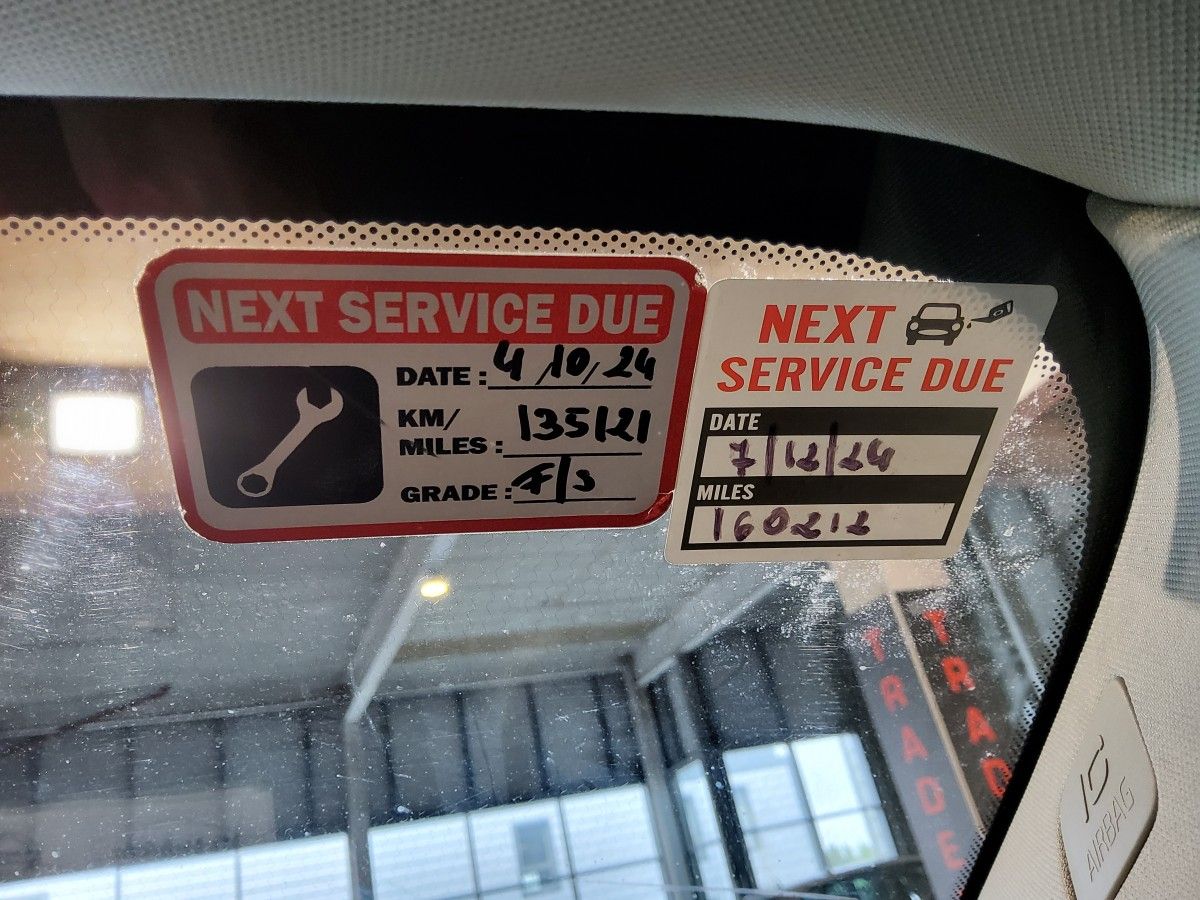 NEXT SERVICE DUE
DATE : 4/10/24
KM/
MILES : 135121
GRADE : F/S
NEXT
SERVICE DUE
DATE
7/12/24
MILES
160212
TRADE
TRAD
AIRBAG